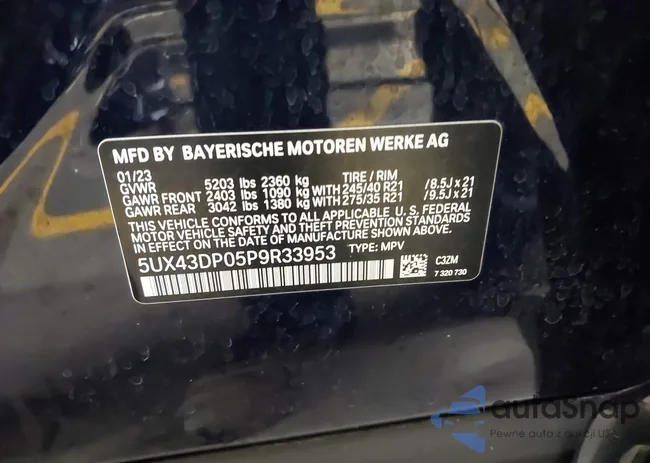 MFD BY BAYERISCHE MOTOREN WERKE AG
01/23 TIRE / RIM
GVWR 5203 lbs 2360 kg
GAWR FRONT 2403 lbs 1090 kg WITH 245/40 R21 /8.5J x 21
GAWR REAR 3042 lbs 1380 kg WITH 275/35 R21 /9.5J x 21
THIS VEHICLE CONFORMS TO ALL APPLICABLE U. S. FEDERAL
MOTOR VEHICLE SAFETY AND THEFT PREVENTION STANDARDS
IN EFFECT ON THE DATE OF MANUFACTURE SHOWN ABOVE.
5UX43DP05P9R33953 TYPE: MPV
C3ZM
7 320 730
autoSnap
Pewne auto z aukcji USA